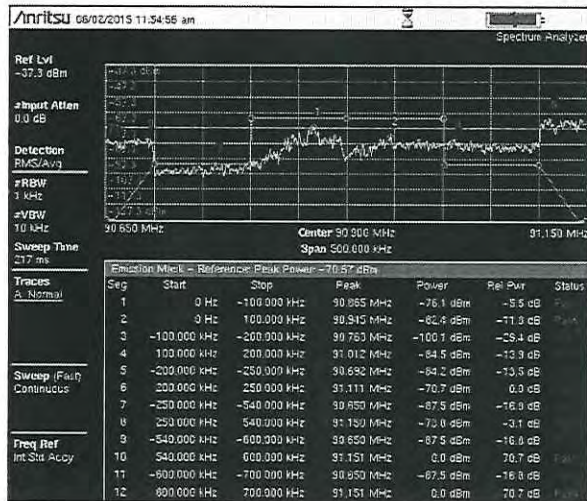 Anritsu 08/02/2015 11:54:56 am
Spectrum Analyzer
Ref Lvl
-37.3 dBm
#Input Atten
0.0 dB
Detection
RMS/Avg
#RBW
1 kHz
#VBW
10 kHz
Sweep Time
217 ms
Traces
A: Normal
Sweep (Fast)
Continuous
Freq Ref
Int Std Accy
90.650 MHz
Center 90.900 MHz
91.150 MHz
Span 500.000 kHz
Emission Mask - Reference: Peak Power -70.67 dBm
Seg Start Stop Peak Power Rel Pwr Status
1 0 Hz -100.000 kHz 90.865 MHz -76.1 dBm -5.5 dB
2 0 Hz 100.000 kHz 90.945 MHz -82.4 dBm -11.8 dB
3 -100.000 kHz -200.000 kHz 90.760 MHz -100.1 dBm -29.4 dB
4 100.000 kHz 200.000 kHz 91.012 MHz -84.5 dBm -13.9 dB
5 -200.000 kHz -250.000 kHz 90.692 MHz -84.2 dBm -13.5 dB
6 200.000 kHz 250.000 kHz 91.111 MHz -70.7 dBm 0.0 dB
7 -250.000 kHz -540.000 kHz 90.650 MHz -87.5 dBm -16.8 dB
8 250.000 kHz 540.000 kHz 91.150 MHz -73.8 dBm -3.1 dB
9 -540.000 kHz -600.000 kHz 90.650 MHz -87.5 dBm -16.8 dB
10 540.000 kHz 600.000 kHz 91.151 MHz 0.0 dBm 70.7 dB
11 -600.000 kHz -700.000 kHz 90.650 MHz -87.5 dBm -16.8 dB
12 600.000 kHz 700.000 kHz 91.151 MHz 0.0 dBm 70.7 dB